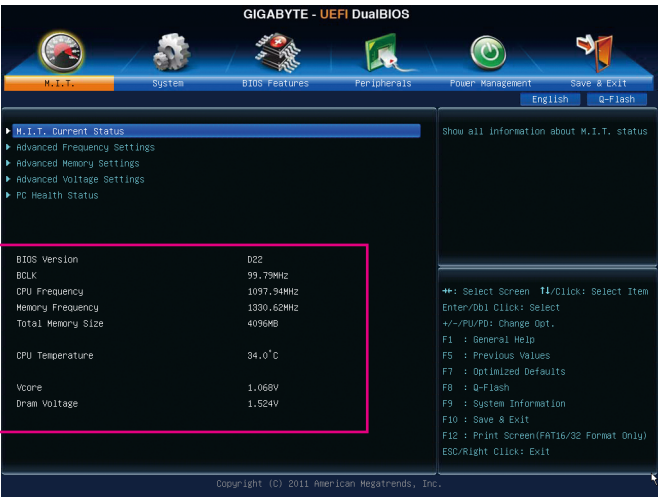 GIGABYTE - UEFI DualBIOS
M.I.T. System BIOS Features Peripherals Power Management Save & Exit
English Q-Flash
M.I.T. Current Status
Advanced Frequency Settings
Advanced Memory Settings
Advanced Voltage Settings
PC Health Status
Show all information about M.I.T. status
BIOS Version D22
BCLK 99.79MHz
CPU Frequency 1097.94MHz
Memory Frequency 1330.62MHz
Total Memory Size 4096MB
CPU Temperature 34.0°C
Vcore 1.068V
Dram Voltage 1.524V
→←: Select Screen ↑↓/Click: Select Item
Enter/Dbl Click: Select
+/-/PU/PD: Change Opt.
F1 : General Help
F5 : Previous Values
F7 : Optimized Defaults
F8 : Q-Flash
F9 : System Information
F10 : Save & Exit
F12 : Print Screen(FAT16/32 Format Only)
ESC/Right Click: Exit
Copyright (C) 2011 American Megatrends, Inc.